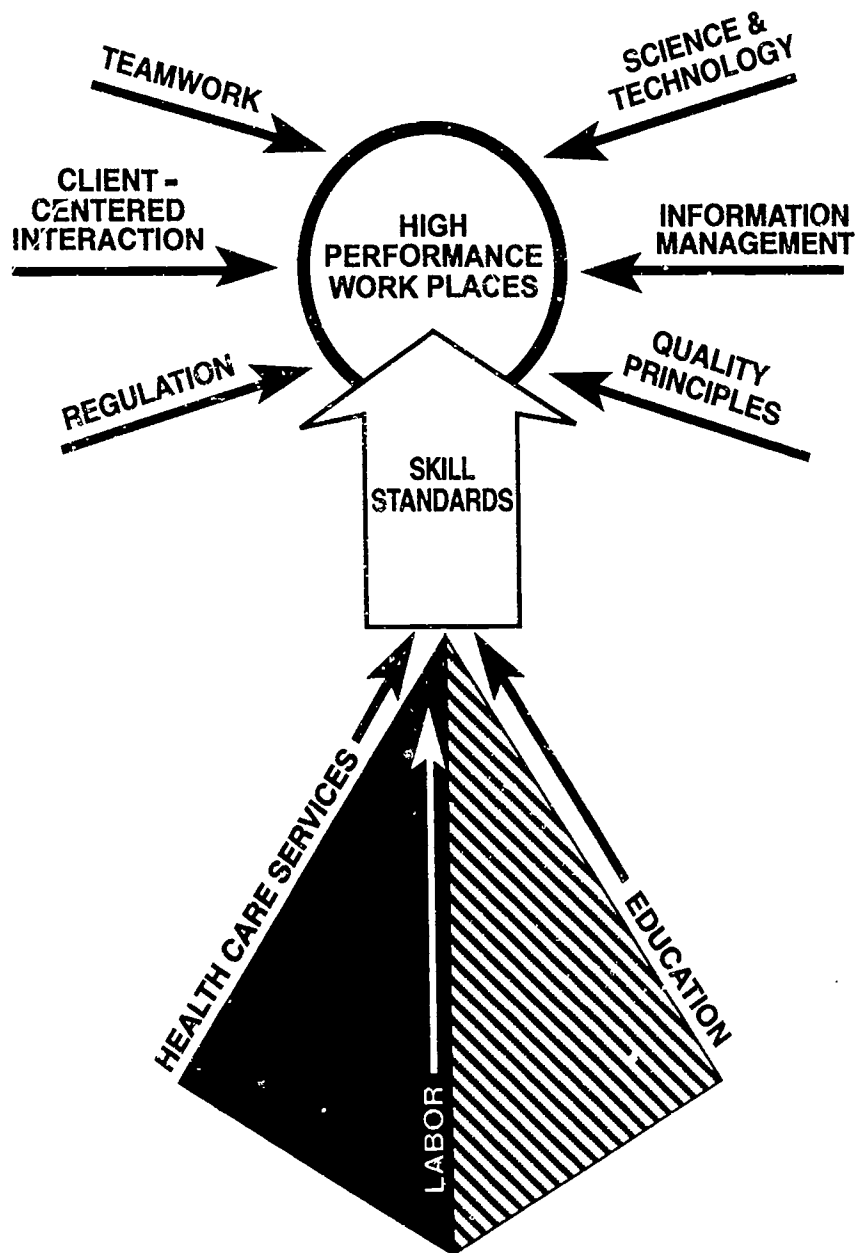 TEAMWORK
SCIENCE &
TECHNOLOGY
CLIENT-
CENTERED
INTERACTION
HIGH
PERFORMANCE
WORK PLACES
INFORMATION
MANAGEMENT
REGULATION
QUALITY
PRINCIPLES
SKILL
STANDARDS
HEALTH CARE SERVICES
LABOR
EDUCATION